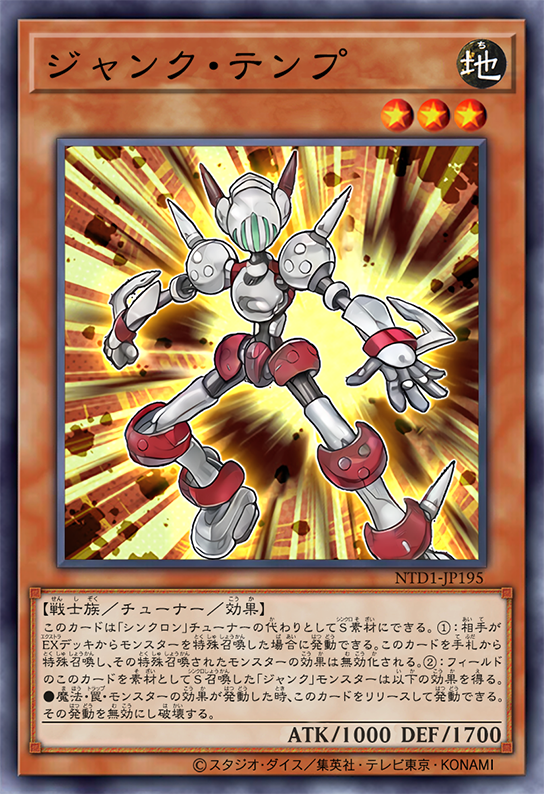 ジャンク・テンプ
地
NTD1-JP195
【戦士族／チューナー／効果】
このカードは「シンクロン」チューナーの代わりとしてＳ素材にできる。①：相手が
EXデッキからモンスターを特殊召喚した場合に発動できる。このカードを手札から
特殊召喚し、その特殊召喚されたモンスターの効果は無効化される。②：フィールド
のこのカードを素材としてＳ召喚した「ジャンク」モンスターは以下の効果を得る。
●魔法・罠・モンスターの効果が発動した時、このカードをリリースして発動できる。
その発動を無効にし破壊する。
ATK/1000 DEF/1700
©スタジオ・ダイス／集英社・テレビ東京・KONAMI